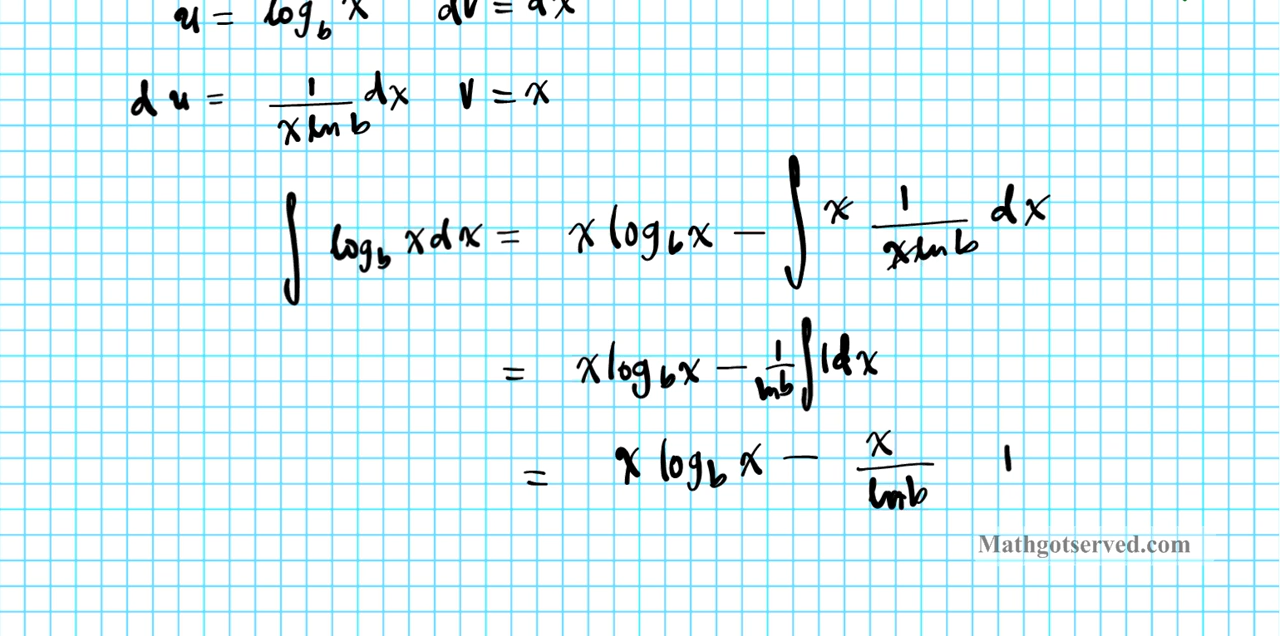 u = log_b x dv = dx
du = 1/(x ln b) dx v = x
∫ log_b x dx = x log_b x − ∫ x 1/(x ln b) dx
= x log_b x − 1/(ln b) ∫ 1 dx
= x log_b x − x/(ln b) |
Mathgotserved.com